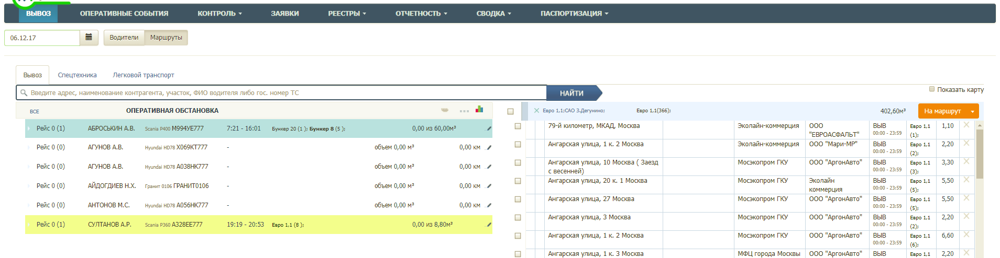 ВЫВОЗ ОПЕРАТИВНЫЕ СОБЫТИЯ КОНТРОЛЬ ЗАЯВКИ РЕЕСТРЫ ОТЧЕТНОСТЬ СВОДКА ПАСПОРТИЗАЦИЯ
06.12.17 Водители Маршруты
Вывоз Спецтехника Легковой транспорт
Введите адрес, наименование контрагента, участок, ФИО водителя либо гос. номер ТС НАЙТИ Показать карту
ВСЕ ОПЕРАТИВНАЯ ОБСТАНОВКА
Рейс 0 (1) АБРОСЬКИН А.В. Scania P400 М994УЕ777 7:21 - 16:01 Бункер 20 (1 ); Бункер 8 (5 ); 0,00 из 60,00м³
Рейс 0 (0) АГУНОВ А.В. Hyundai HD78 Х069КТ777 - объем 0,00 м³ 0,00 км
Рейс 0 (0) АГУНОВ А.В. Hyundai HD78 А038НК777 - объем 0,00 м³ 0,00 км
Рейс 0 (0) АЙДОГДИЕВ Н.Х. Гранит 0106 ГРАНИТ0106 - объем 0,00 м³ 0,00 км
Рейс 0 (0) АНТОНОВ М.С. Hyundai HD78 А056НК777 - объем 0,00 м³ 0,00 км
Рейс 0 (1) СУЛТАНОВ А.Р. Scania P360 А328ЕЕ777 19:19 - 20:53 Евро 1,1 (8 ); 0,00 из 8,80м³
Евро 1,1;САО З.Дегунино; Евро 1,1(366); 402,60м³ На маршрут
79-й километр, МКАД, Москва Эколайн-коммерция ООО ВЫВ Евро 1,1 1,10
"ЕВРОАСФАЛЬТ" 00:00 - 23:59 (1);
Ангарская улица, 1 к. 2 Москва Эколайн-коммерция ООО "Мари-МР" ВЫВ Евро 1,1 2,20
00:00 - 23:59 (2);
Ангарская улица, 10 Москва ( Заезд Мосэкопром ГКУ ООО "АргонАвто" ВЫВ Евро 1,1 3,30
с весенней) 00:00 - 23:59 (3);
Ангарская улица, 20 к. 1 Москва Мосэкопром ГКУ Эколайн ВЫВ Евро 1,1 5,50
коммерция 00:00 - 23:59 (5);
Ангарская улица, 27 Москва Мосэкопром ГКУ ООО "АргонАвто" ВЫВ Евро 1,1 5,50
00:00 - 23:59 (5);
Ангарская улица, 3 Москва Мосэкопром ГКУ ООО "АргонАвто" ВЫВ Евро 1,1 2,20
00:00 - 23:59 (2);
Ангарская улица, 1 к. 2 Москва Мосэкопром ГКУ ООО "АргонАвто" ВЫВ Евро 1,1 6,60
00:00 - 23:59 (6);
Ангарская улица, 1 к. 3 Москва МФЦ города Москвы ООО "АргонАвто" ВЫВ Евро 1,1 2,20